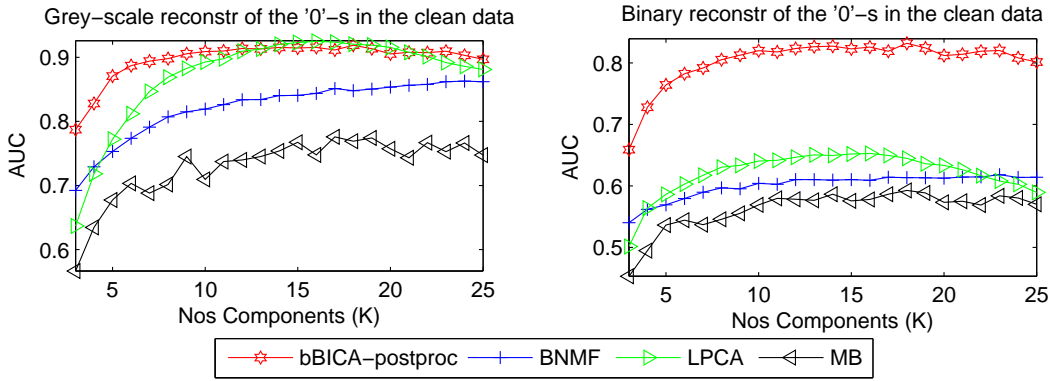 Grey−scale reconstr of the '0'−s in the clean data
0.9
0.8
0.7
0.6
AUC
5 10 15 20 25
Nos Components (K)
Binary reconstr of the '0'−s in the clean data
0.8
0.7
0.6
0.5
AUC
5 10 15 20 25
Nos Components (K)
bBICA−postproc BNMF LPCA MB